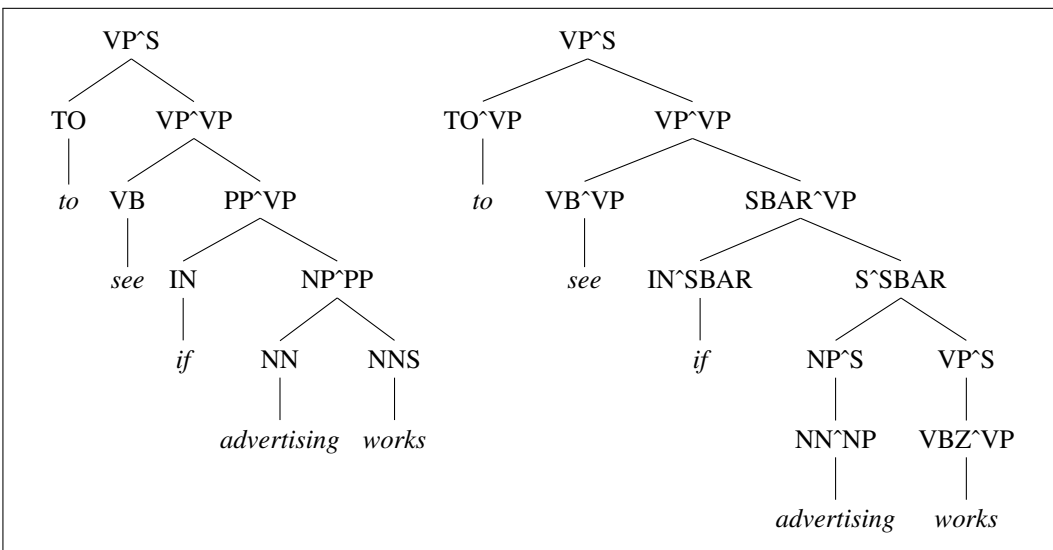 VP^S VP^S
TO VP^VP TO^VP VP^VP
to VB PP^VP to VB^VP SBAR^VP
see IN NP^PP see IN^SBAR S^SBAR
if NN NNS if NP^S VP^S
advertising works NN^NP VBZ^VP
advertising works